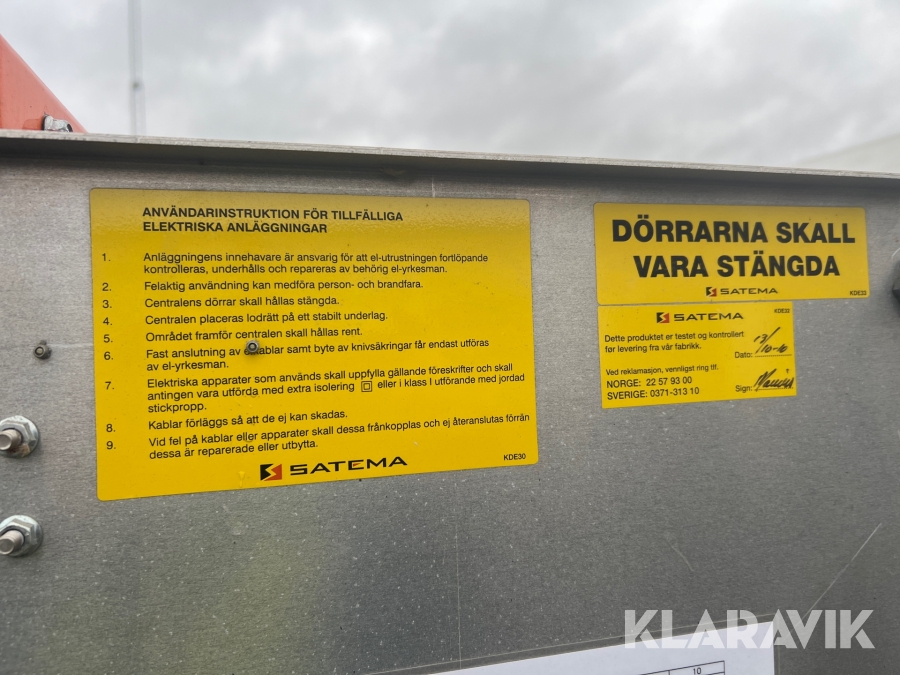 ANVÄNDARINSTRUKTION FÖR TILLFÄLLIGA
ELEKTRISKA ANLÄGGNINGAR
1. Anläggningens innehavare är ansvarig för att el-utrustningen fortlöpande
kontrolleras, underhålls och repareras av behörig el-yrkesman.
2. Felaktig användning kan medföra person- och brandfara.
3. Centralens dörrar skall hållas stängda.
4. Centralen placeras lodrätt på ett stabilt underlag.
5. Området framför centralen skall hållas rent.
6. Fast anslutning av kablar samt byte av knivsäkringar får endast utföras
av el-yrkesman.
7. Elektriska apparater som används skall uppfylla gällande föreskrifter och skall
antingen vara utförda med extra isolering eller i klass I utförande med jordad
stickpropp.
8. Kablar förläggs så att de ej kan skadas.
9. Vid fel på kablar eller apparater skall dessa frånkopplas och ej återanslutas förrän
dessa är reparerade eller utbytta.
SATEMA KDE30
DÖRRARNA SKALL
VARA STÄNGDA
SATEMA KDE33
SATEMA KDE32
Dette produktet er testet og kontrollert
før levering fra vår fabrikk.
Dato:
Ved reklamasjon, vennligst ring tlf.
NORGE: 22 57 93 00
SVERIGE: 0371-313 10
Sign:
KLARAVIK
10